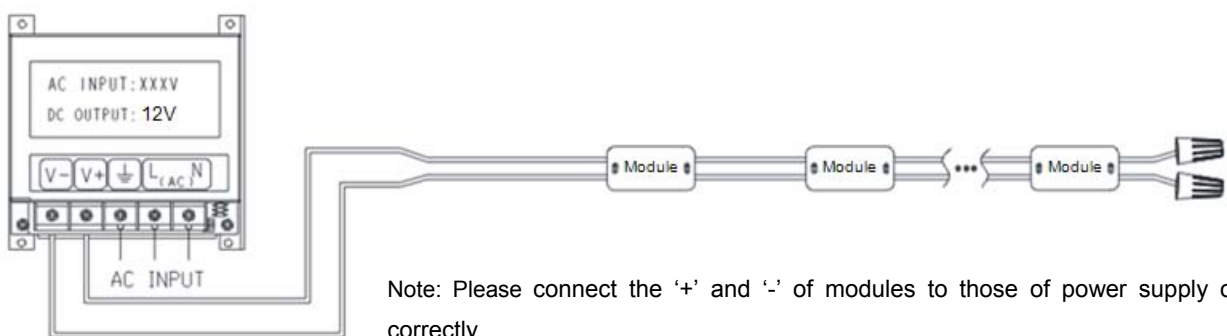 AC INPUT:XXXV
DC OUTPUT: 12V
V- V+ L(AC)N
AC INPUT
Module Module ••• Module
Note: Please connect the ‘+’ and ‘-’ of modules to those of power supply
correctly